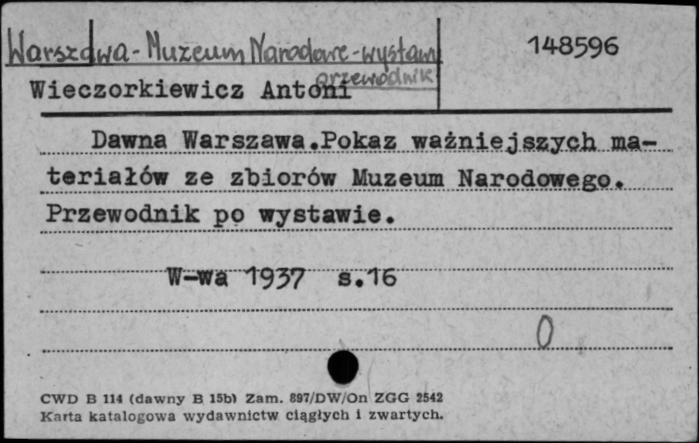 Warszawa - Muzeum Narodowe - wystawy
148596
przewodnik
Wieczorkiewicz Antoni
Dawna Warszawa.Pokaz ważniejszych ma-
teriałów ze zbiorów Muzeum Narodowego.
Przewodnik po wystawie.
W-wa 1937 s.16
0
CWD B 114 (dawny B 15b) Zam. 897/DW/On ZGG 2542
Karta katalogowa wydawnictw ciągłych i zwartych.